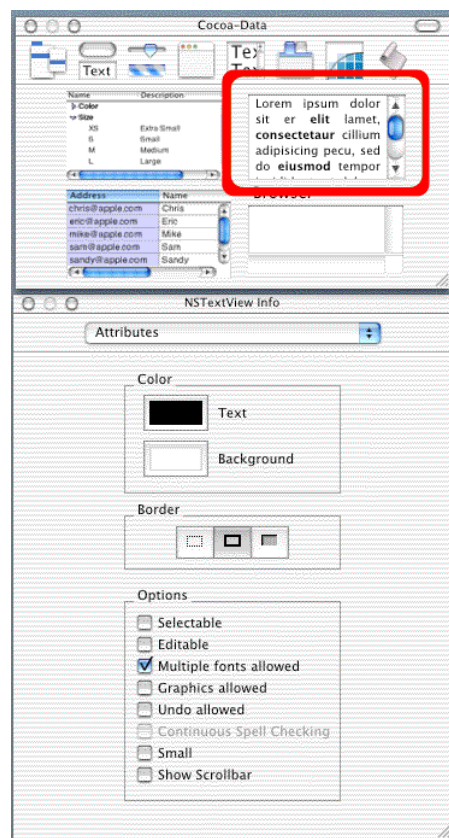 Cocoa-Data
Text
Name Description
Color
Size
XS Extra Small
S Small
M Medium
L Large
Lorem ipsum dolor
sit er elit lamet,
consectetaur cillium
adipisicing pecu, sed
do eiusmod tempor
Browser
Address Name
chris@apple.com Chris
eric@apple.com Eric
mike@apple.com Mike
sam@apple.com Sam
sandy@apple.com Sandy
NSTextView Info
Attributes
Color
Text
Background
Border
Options
Selectable
Editable
Multiple fonts allowed
Graphics allowed
Undo allowed
Continuous Spell Checking
Small
Show Scrollbar